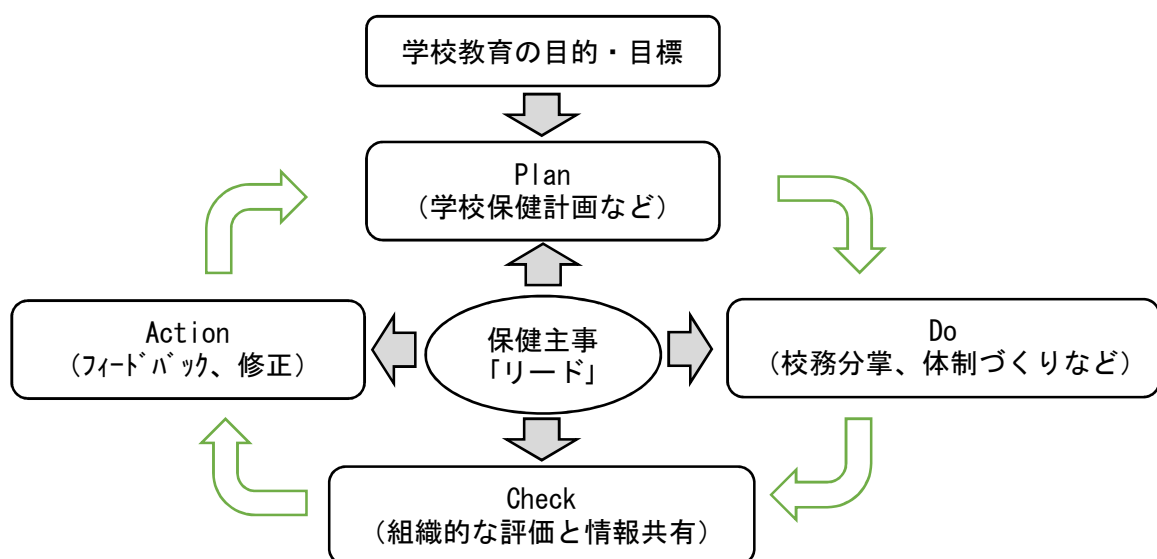 学校教育の目的・目標
Plan
（学校保健計画など）
Action
（ﾌｨｰﾄﾞﾊﾞｯｸ、修正）
保健主事
「リード」
Do
（校務分掌、体制づくりなど）
Check
（組織的な評価と情報共有）